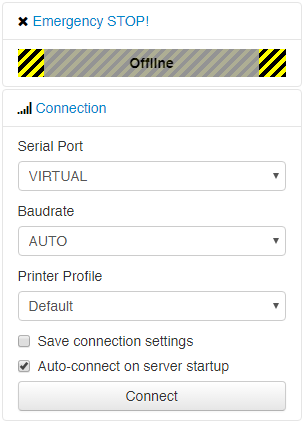 Emergency STOP!
Offline
Connection
Serial Port
VIRTUAL
Baudrate
AUTO
Printer Profile
Default
Save connection settings
Auto-connect on server startup
Connect